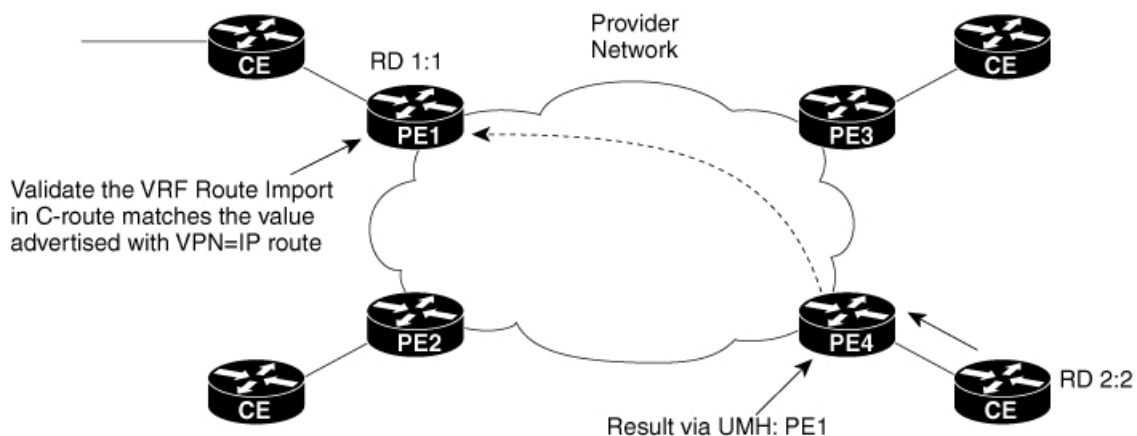 Provider
Network
CE
CE
RD 1:1
PE1
PE3
Validate the VRF Route Import
in C-route matches the value
advertised with VPN=IP route
PE2
PE4
CE
CE
RD 2:2
Result via UMH: PE1